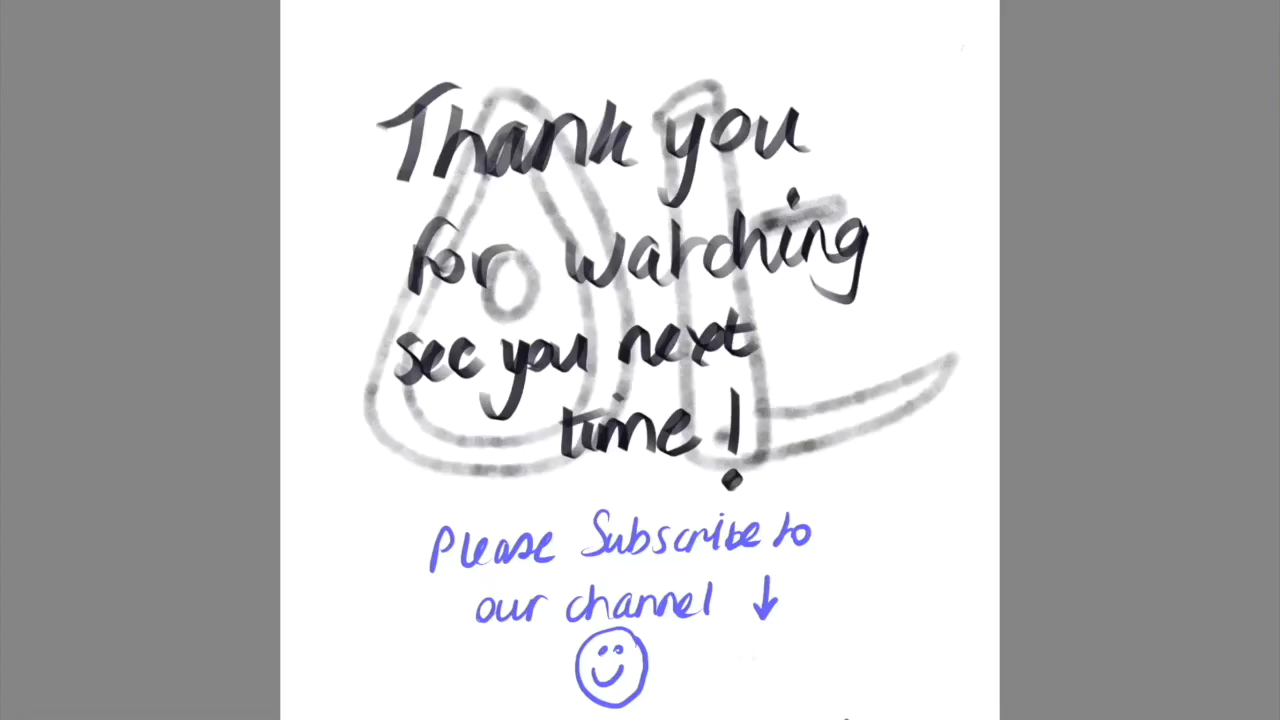 Thank you
for watching
see you next
time!
Please Subscribe to
our channel ↓